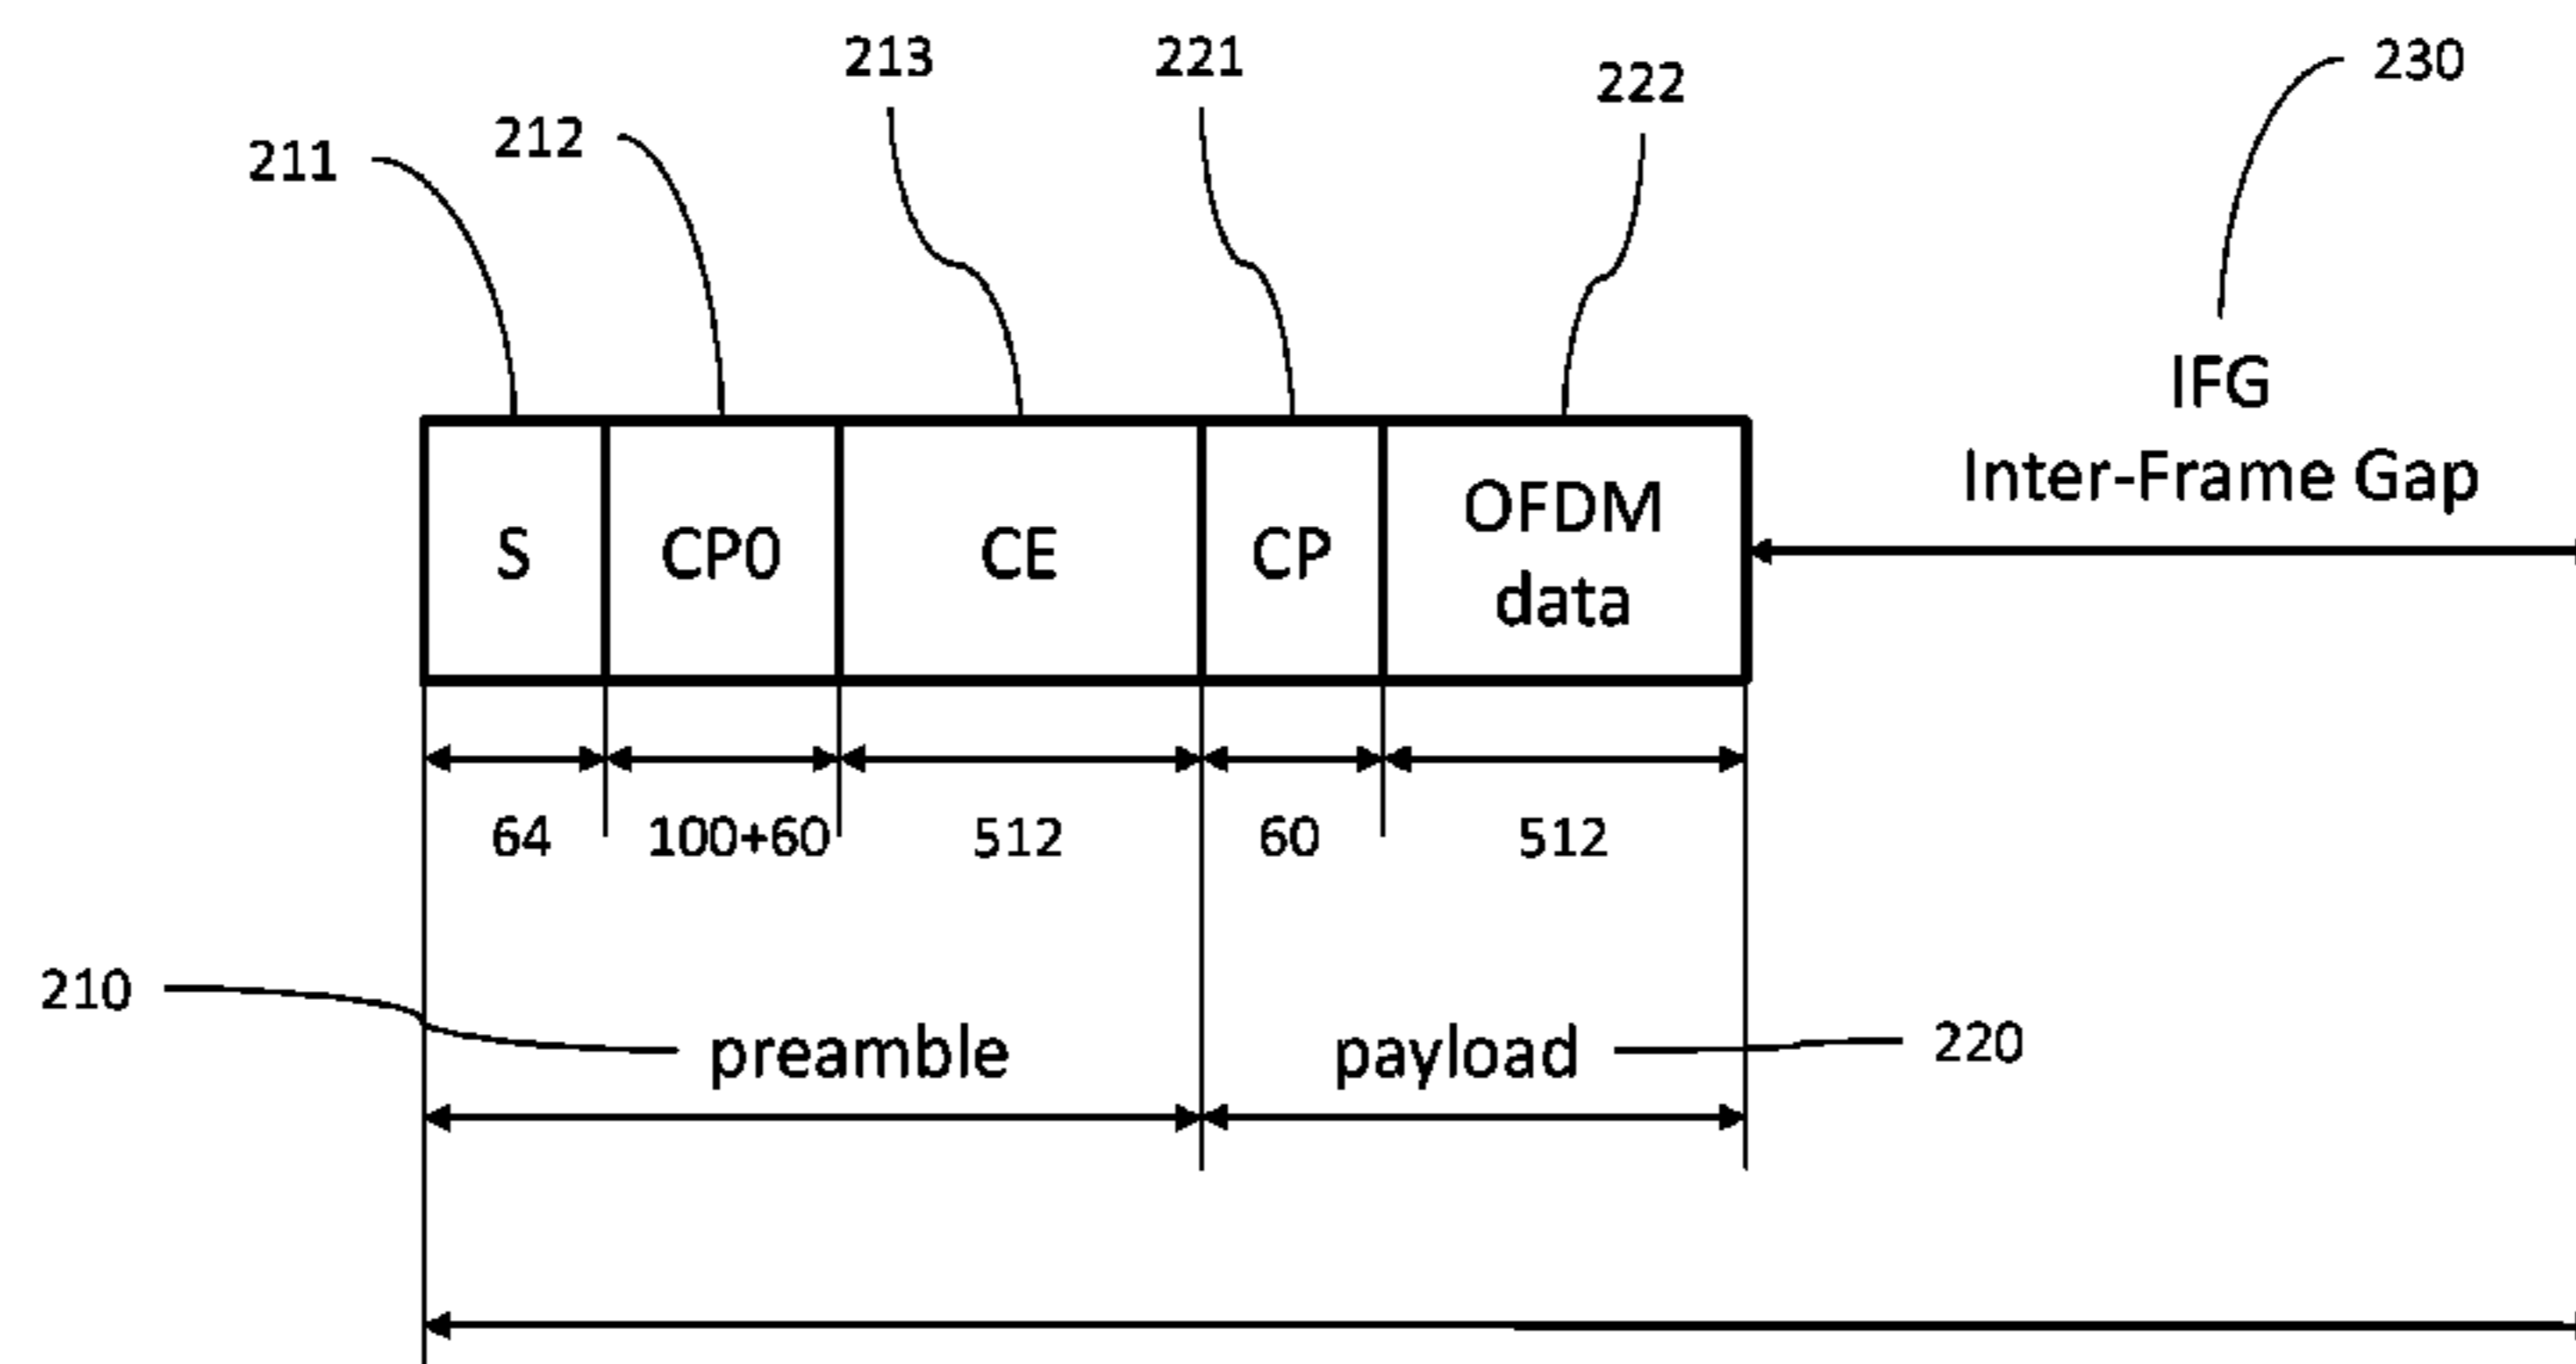 213
221
222
230
211
212
IFG
Inter-Frame Gap
S
CP0
CE
CP
OFDM
data
64
100+60
512
60
512
210
preamble
payload
220